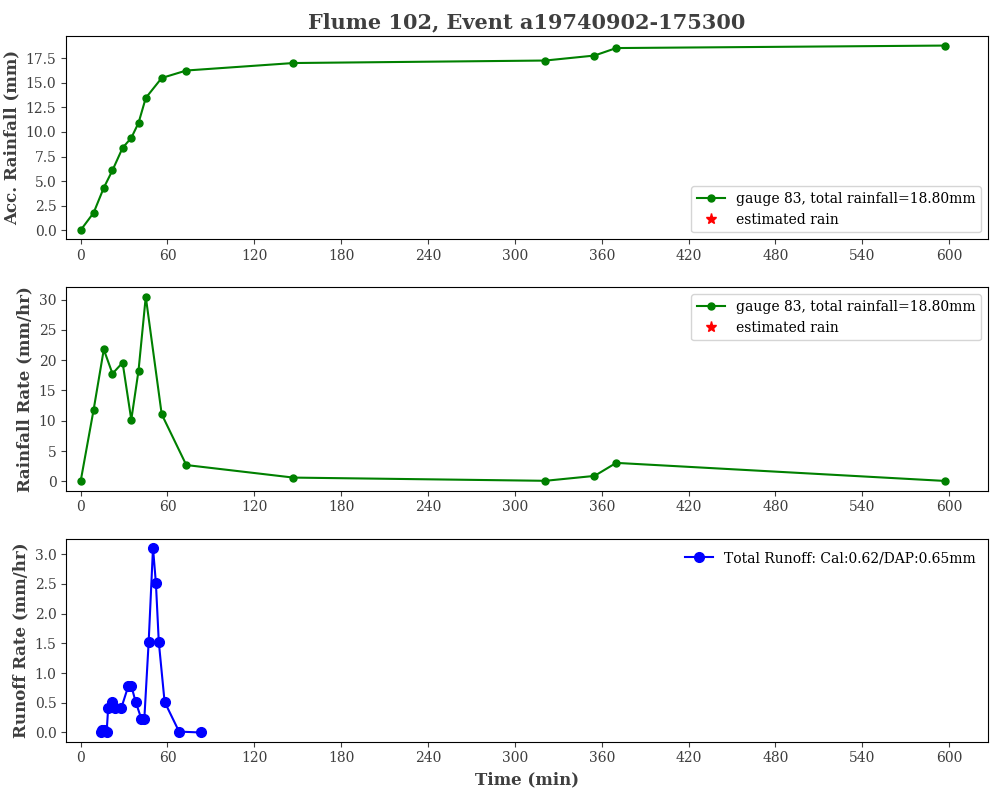 Flume 102, Event a19740902-175300
Acc. Rainfall (mm)
17.5
15.0
12.5
10.0
7.5
5.0
2.5
0.0
gauge 83, total rainfall=18.80mm
estimated rain
0 60 120 180 240 300 360 420 480 540 600
Rainfall Rate (mm/hr)
30
25
20
15
10
5
0
gauge 83, total rainfall=18.80mm
estimated rain
0 60 120 180 240 300 360 420 480 540 600
Runoff Rate (mm/hr)
3.0
2.5
2.0
1.5
1.0
0.5
0.0
Total Runoff: Cal:0.62/DAP:0.65mm
0 60 120 180 240 300 360 420 480 540 600
Time (min)